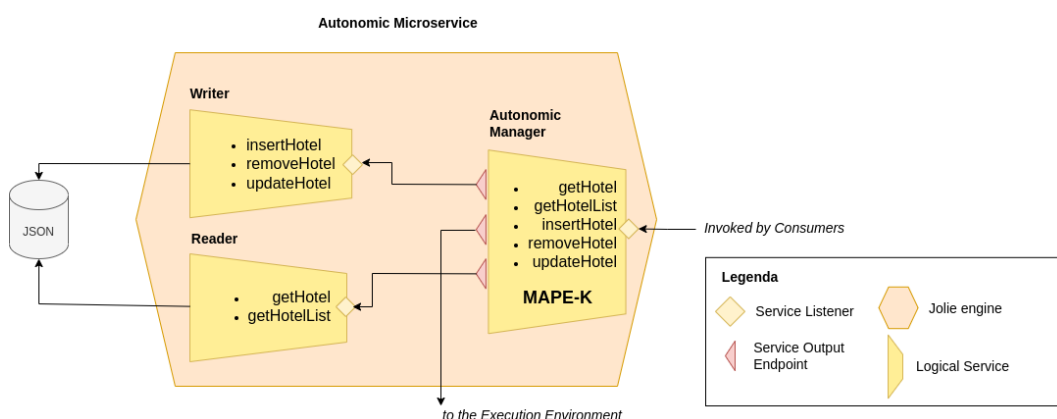 Autonomic Microservice
Writer
• insertHotel
• removeHotel
• updateHotel
Autonomic
Manager
• getHotel
• getHotelList
• insertHotel
• removeHotel
• updateHotel
MAPE-K
JSON
Reader
• getHotel
• getHotelList
Invoked by Consumers
to the Execution Environment
Legenda
Service Listener
Jolie engine
Service Output
Endpoint
Logical Service